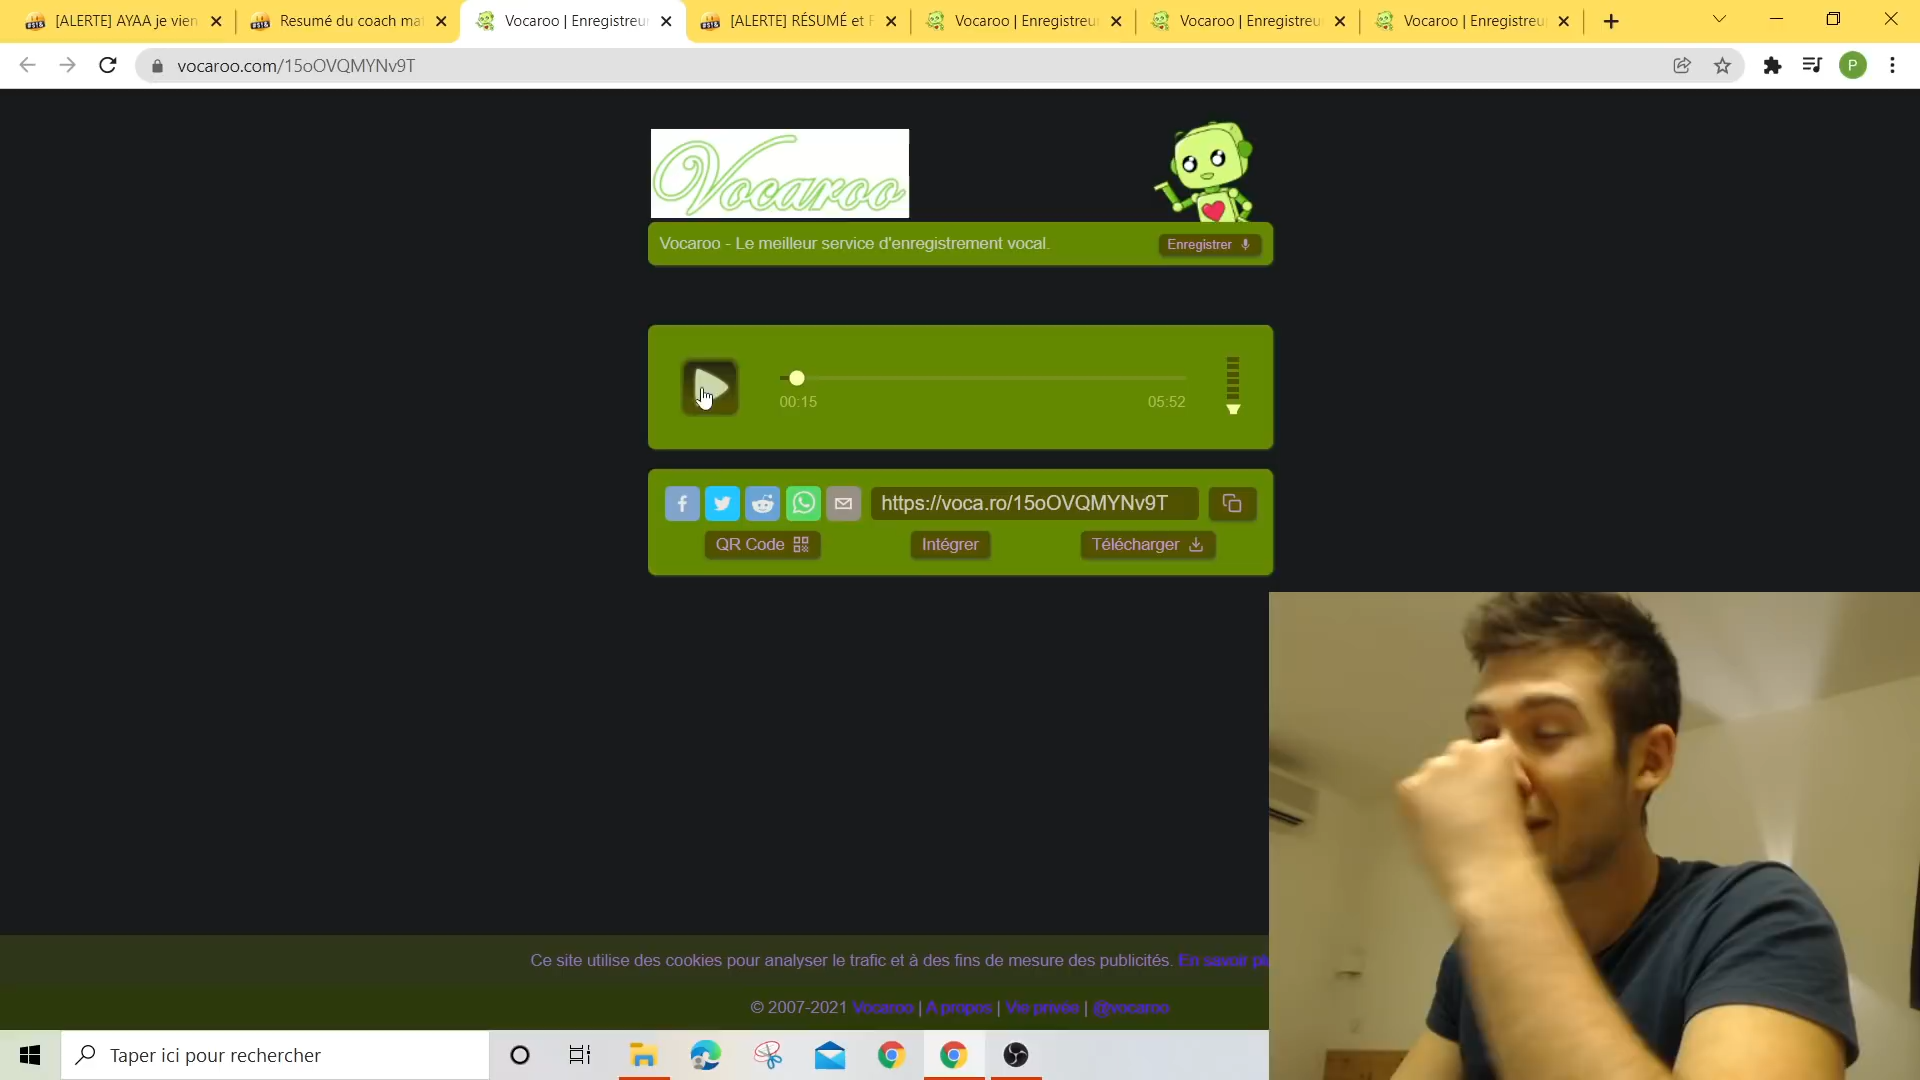 [ALERTE] AYAA je vien
Resumé du coach ma
Vocaroo | Enregistreu
[ALERTE] RÉSUMÉ et F
Vocaroo | Enregistreu
Vocaroo | Enregistreu
Vocaroo | Enregistreu
vocaroo.com/15oOVQMYNv9T
P
Vocaroo
Vocaroo - Le meilleur service d'enregistrement vocal.
Enregistrer
00:15
05:52
https://voca.ro/15oOVQMYNv9T
QR Code
Intégrer
Télécharger
Ce site utilise des cookies pour analyser le trafic et à des fins de mesure des publicités. En savoir plu
© 2007-2021 Vocaroo | A propos | Vie privée | @vocaroo
Taper ici pour rechercher